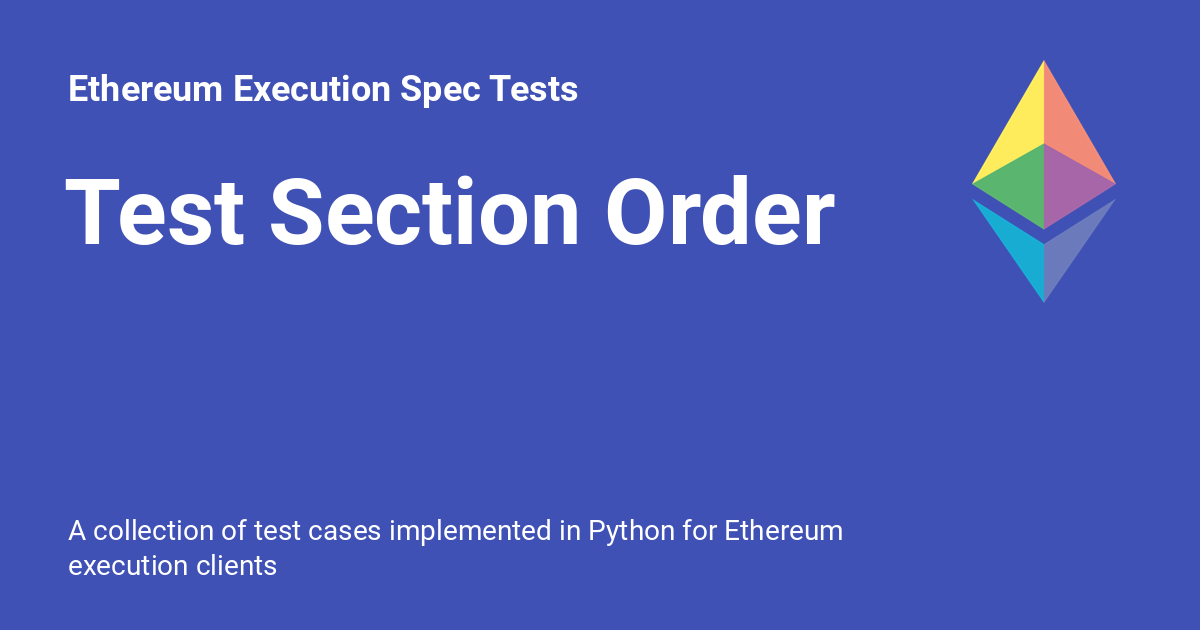 Ethereum Execution Spec Tests
Test Section Order
A collection of test cases implemented in Python for Ethereum
execution clients